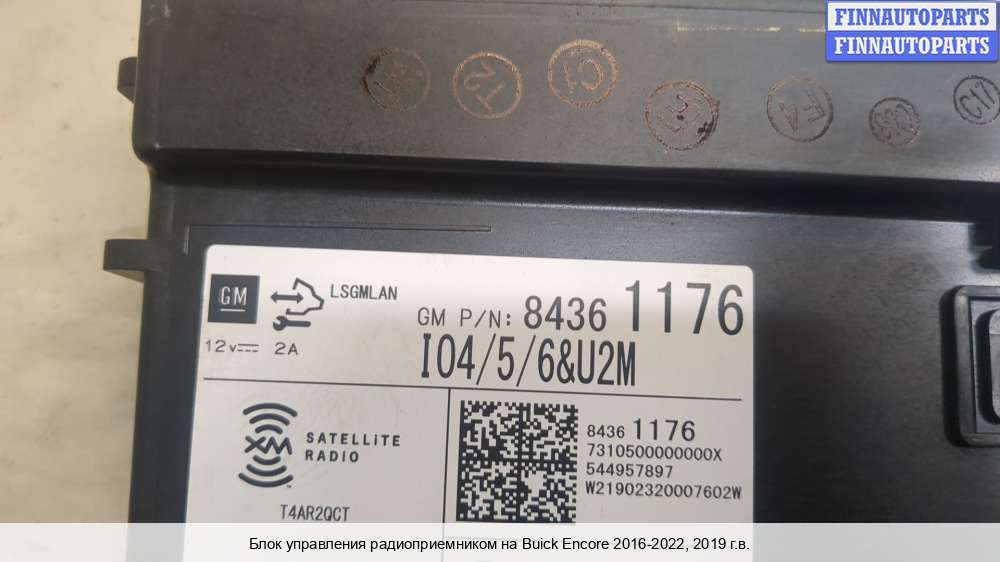 FINNAUTOPARTS
FINNAUTOPARTS
T2
C1
F4
C17
GM
LSGMLAN
GM P/N: 8436 1176
12V 2A
IO4/5/6&U2M
XM SATELLITE RADIO
8436 1176
7310500000000X
544957897
W21902320007602W
T4AR2QCT
Блок управления радиоприемником на Buick Encore 2016-2022, 2019 г.в.